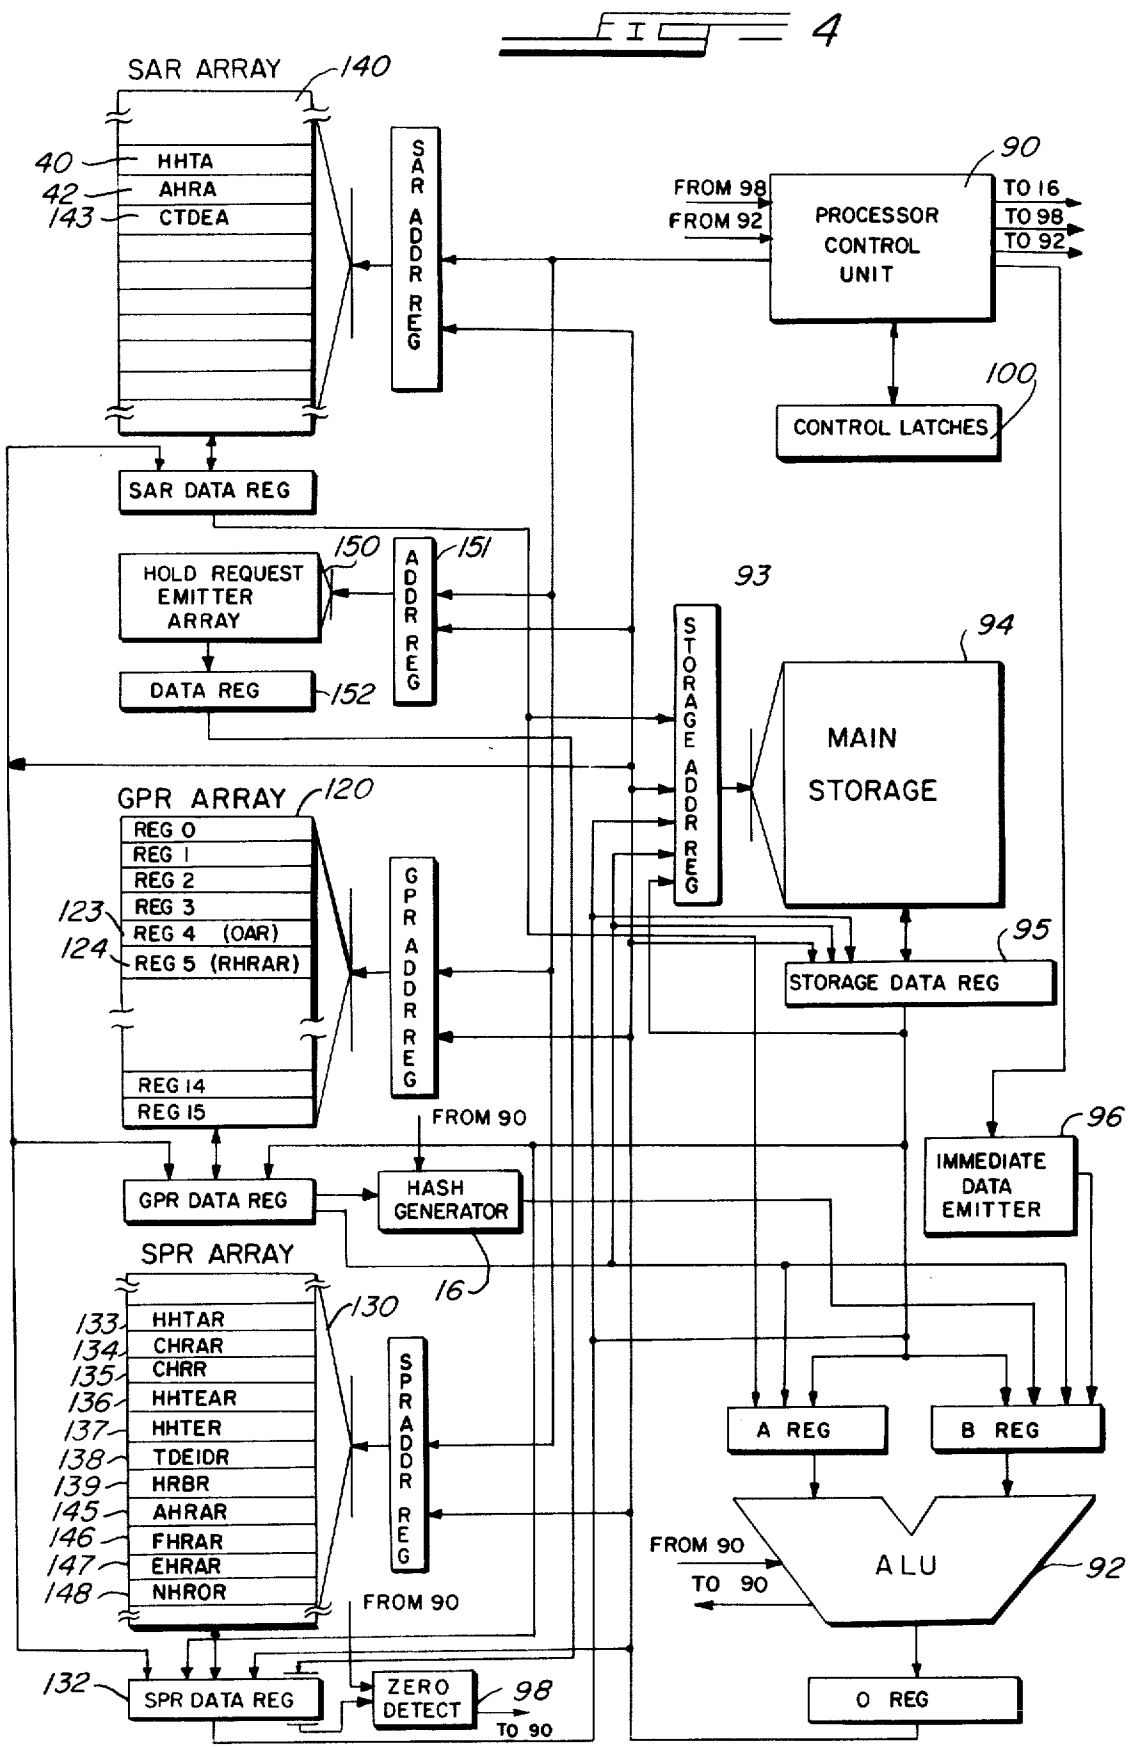 FIG 4
SAR ARRAY
140
40
HHTA
42
AHRA
143
CTDEA
SAR ADDR REG
SAR DATA REG
FROM 98
FROM 92
90
PROCESSOR
CONTROL
UNIT
TO 16
TO 98
TO 92
100
CONTROL LATCHES
HOLD REQUEST
EMITTER
ARRAY
150
ADDR REG
151
DATA REG
152
93
STORAGE ADDR REG
94
MAIN
STORAGE
95
STORAGE DATA REG
GPR ARRAY
120
REG 0
REG 1
REG 2
REG 3
123
REG 4 (OAR)
124
REG 5 (RHRAR)
REG 14
REG 15
GPR ADDR REG
FROM 90
GPR DATA REG
HASH
GENERATOR
16
96
IMMEDIATE
DATA
EMITTER
SPR ARRAY
130
133
HHTAR
134
CHRAR
135
CHRR
136
HHTEAR
137
HHTER
138
TDEIDR
139
HRBR
145
AHRAR
146
FHRAR
147
EHRAR
148
NHROR
SPR ADDR REG
A REG
B REG
FROM 90
TO 90
ALU
92
FROM 90
132
SPR DATA REG
ZERO
DETECT
98
TO 90
O REG